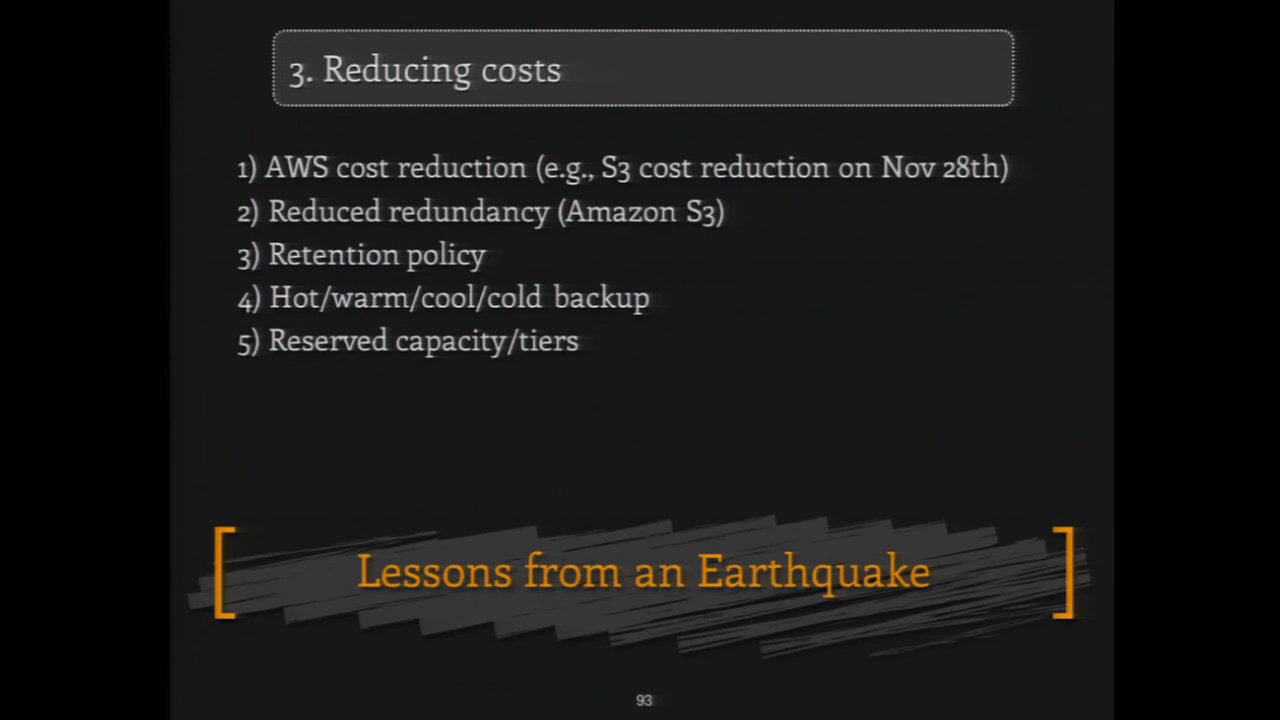 3. Reducing costs
1) AWS cost reduction (e.g., S3 cost reduction on Nov 28th)
2) Reduced redundancy (Amazon S3)
3) Retention policy
4) Hot/warm/cool/cold backup
5) Reserved capacity/tiers
[ Lessons from an Earthquake ]
93